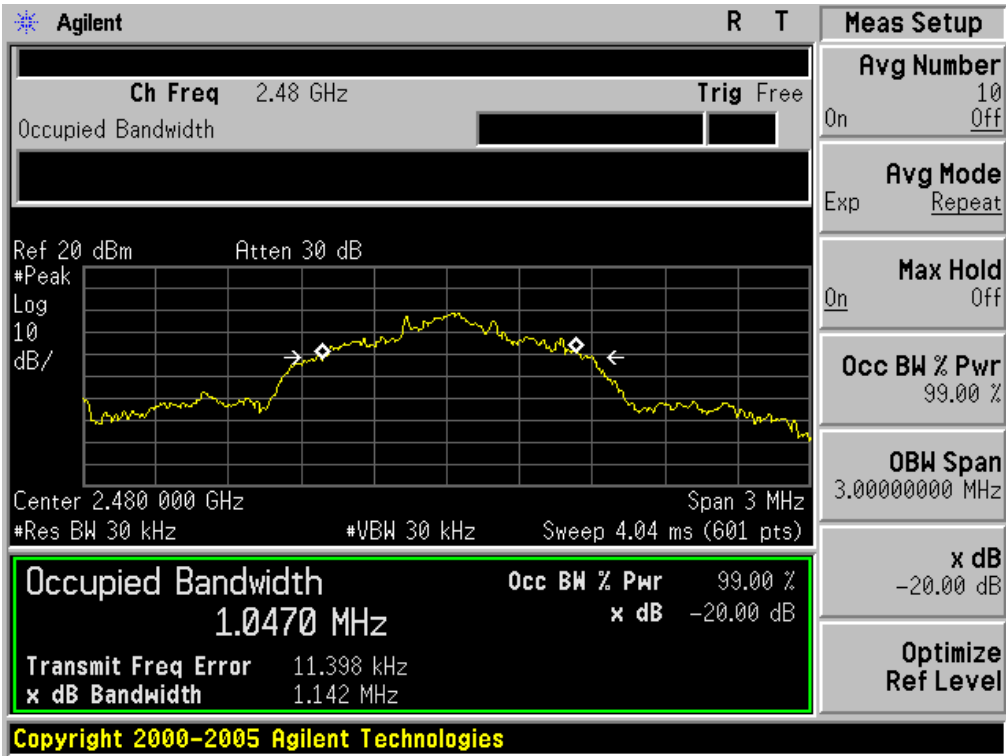 Agilent R T
Ch Freq 2.48 GHz Trig Free
Occupied Bandwidth
Ref 20 dBm Atten 30 dB
#Peak
Log
10
dB/
Center 2.480 000 GHz Span 3 MHz
#Res BW 30 kHz #VBW 30 kHz Sweep 4.04 ms (601 pts)
Occupied Bandwidth Occ BW % Pwr 99.00 %
1.0470 MHz x dB -20.00 dB
Transmit Freq Error 11.398 kHz
x dB Bandwidth 1.142 MHz
Copyright 2000-2005 Agilent Technologies
Meas Setup
Avg Number
10
On Off
Avg Mode
Exp Repeat
Max Hold
On Off
Occ BW % Pwr
99.00 %
OBW Span
3.00000000 MHz
x dB
-20.00 dB
Optimize
Ref Level